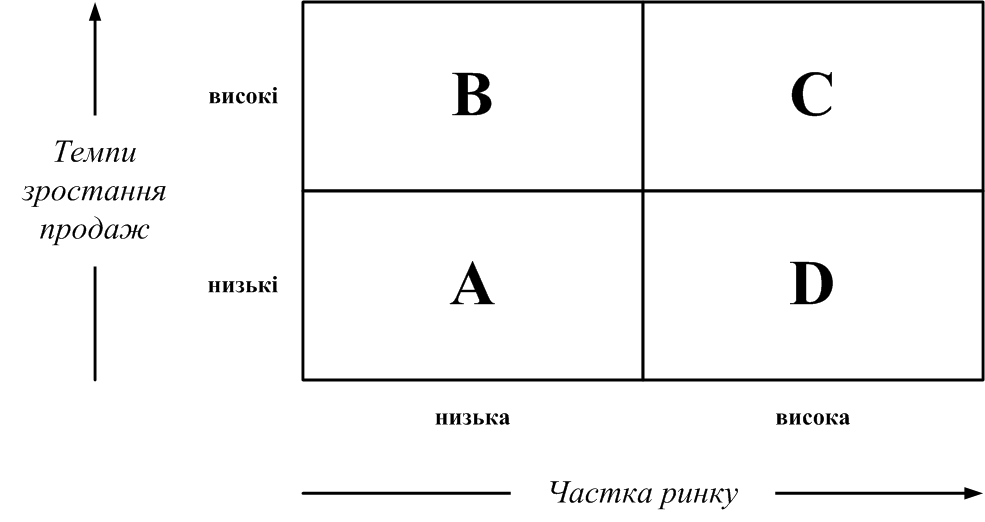 B
C
високі
Темпи
зростання
продаж
низькі
A
D
низька
висока
Частка ринку